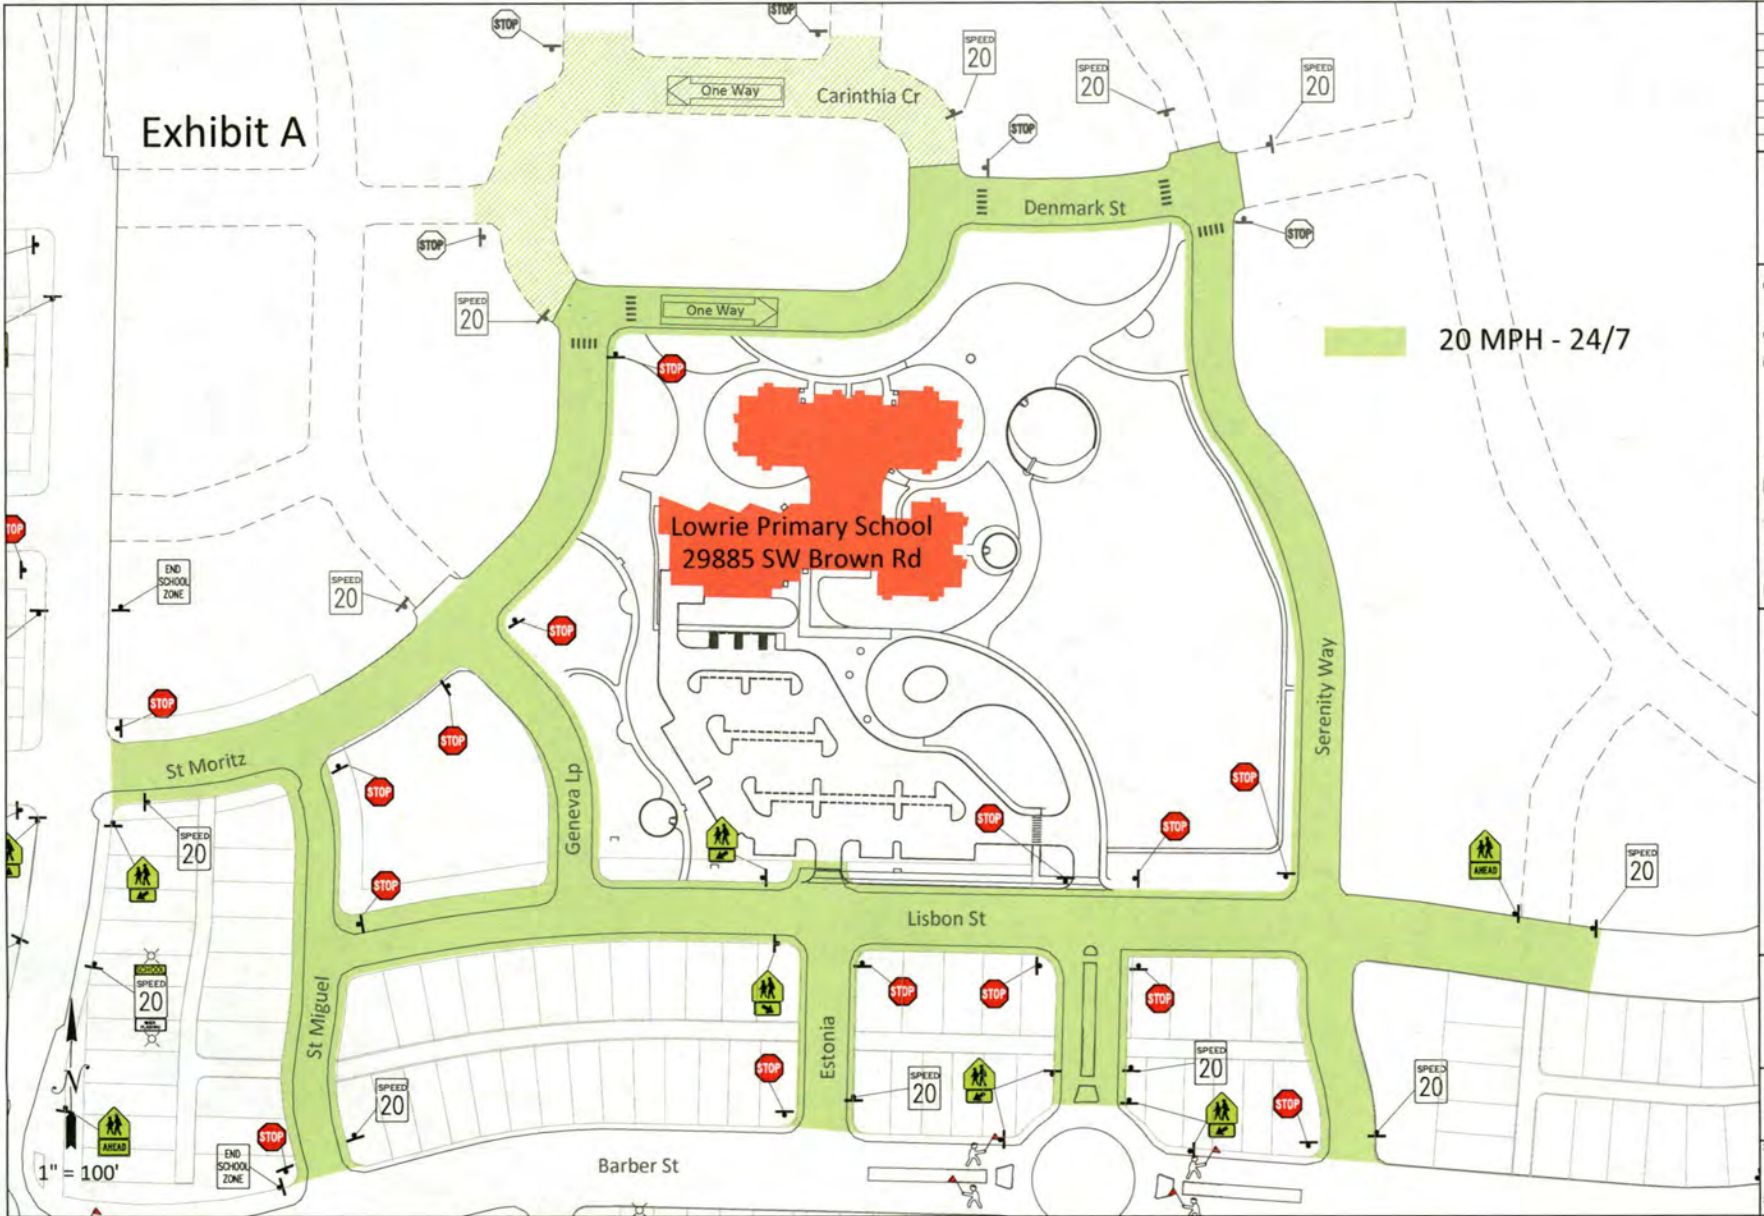 STOP
STOP
SPEED
20
SPEED
20
SPEED
20
One Way
Carinthia Cr
Exhibit A
STOP
Denmark St
STOP
STOP
SPEED
20
One Way
20 MPH - 24/7
STOP
Lowrie Primary School
29885 SW Brown Rd
TOP
END
SCHOOL
ZONE
SPEED
20
STOP
Serenity Way
STOP
STOP
St Moritz
STOP
STOP
Geneva Lp
STOP
STOP
SPEED
20
AHEAD
SPEED
20
STOP
Lisbon St
SCHOOL
SPEED
20
WHEN
FLASHING
STOP
STOP
STOP
St Miguel
Estonia
STOP
SPEED
20
SPEED
20
SPEED
20
SPEED
20
STOP
N
AHEAD
STOP
END
SCHOOL
ZONE
1" = 100'
Barber St